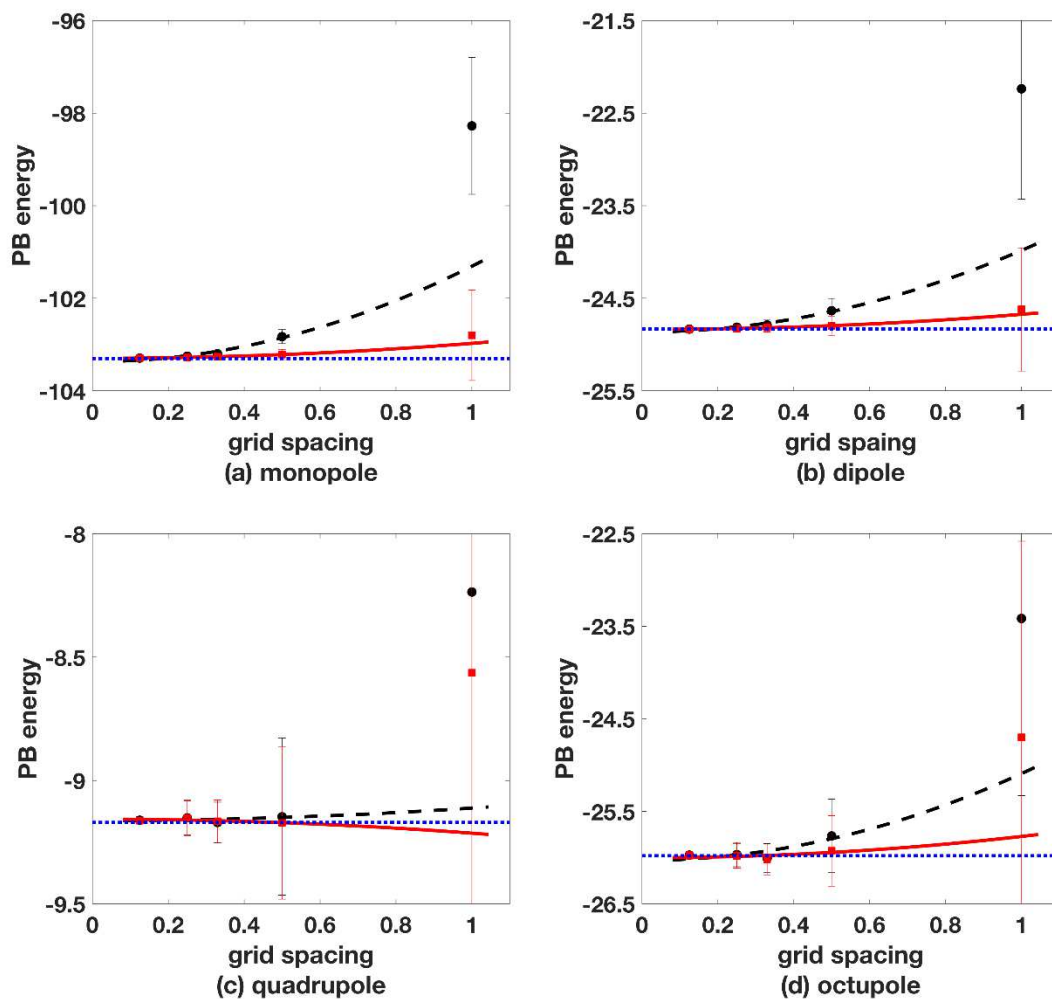 -96
-98
-100
-102
-104
PB energy
0 0.2 0.4 0.6 0.8 1
grid spacing
(a) monopole
-21.5
-22.5
-23.5
-24.5
-25.5
PB energy
0 0.2 0.4 0.6 0.8 1
grid spaing
(b) dipole
-8
-8.5
-9
-9.5
PB energy
0 0.2 0.4 0.6 0.8 1
grid spacing
(c) quadrupole
-22.5
-23.5
-24.5
-25.5
-26.5
PB energy
0 0.2 0.4 0.6 0.8 1
grid spacing
(d) octupole